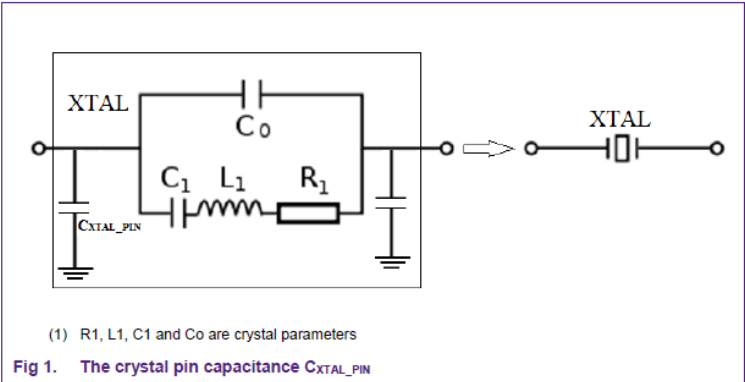 XTAL
Co
C1 L1 R1
CXTAL_PIN
XTAL
(1) R1, L1, C1 and Co are crystal parameters
Fig 1. The crystal pin capacitance CXTAL_PIN